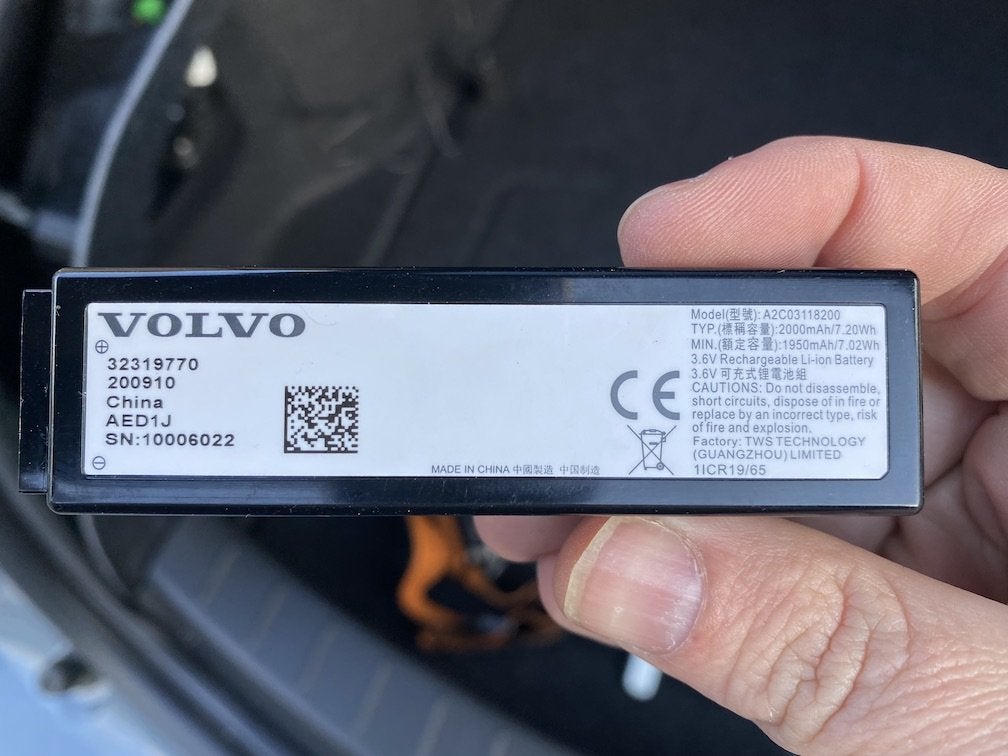 VOLVO
32319770
200910
China
AED1J
SN:10006022
MADE IN CHINA 中國製造 中国制造
CE
Model(型號): A2C03118200
TYP.(標稱容量):2000mAh/7.20Wh
MIN.(額定容量):1950mAh/7.02Wh
3.6V Rechargeable Li-ion Battery
3.6V 可充式锂電池組
CAUTIONS: Do not disassemble,
short circuits, dispose of in fire or
replace by an incorrect type, risk
of fire and explosion.
Factory: TWS TECHNOLOGY
(GUANGZHOU) LIMITED
1ICR19/65